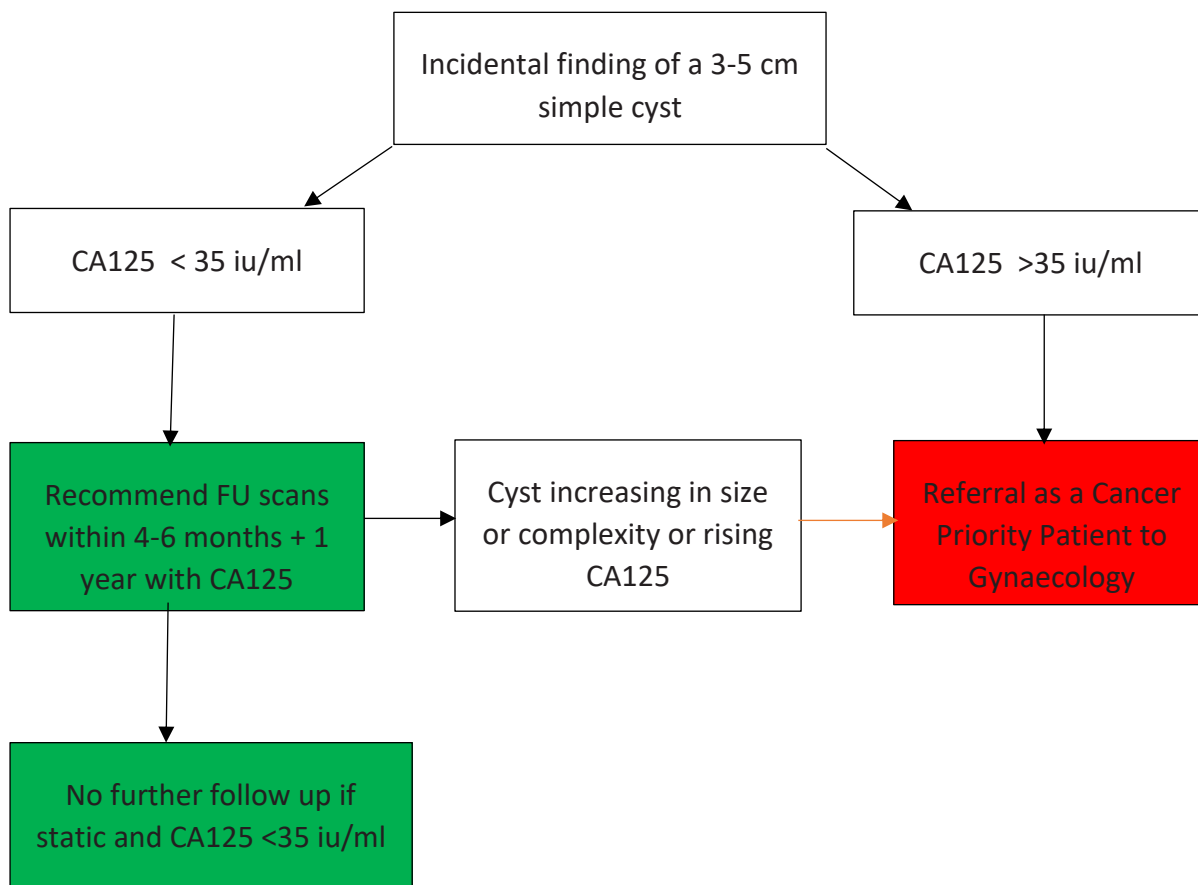 Incidental finding of a 3-5 cm
simple cyst
CA125 < 35 iu/ml
CA125 >35 iu/ml
Recommend FU scans
within 4-6 months + 1
year with CA125
Cyst increasing in size
or complexity or rising
CA125
Referral as a Cancer
Priority Patient to
Gynaecology
No further follow up if
static and CA125 <35 iu/ml